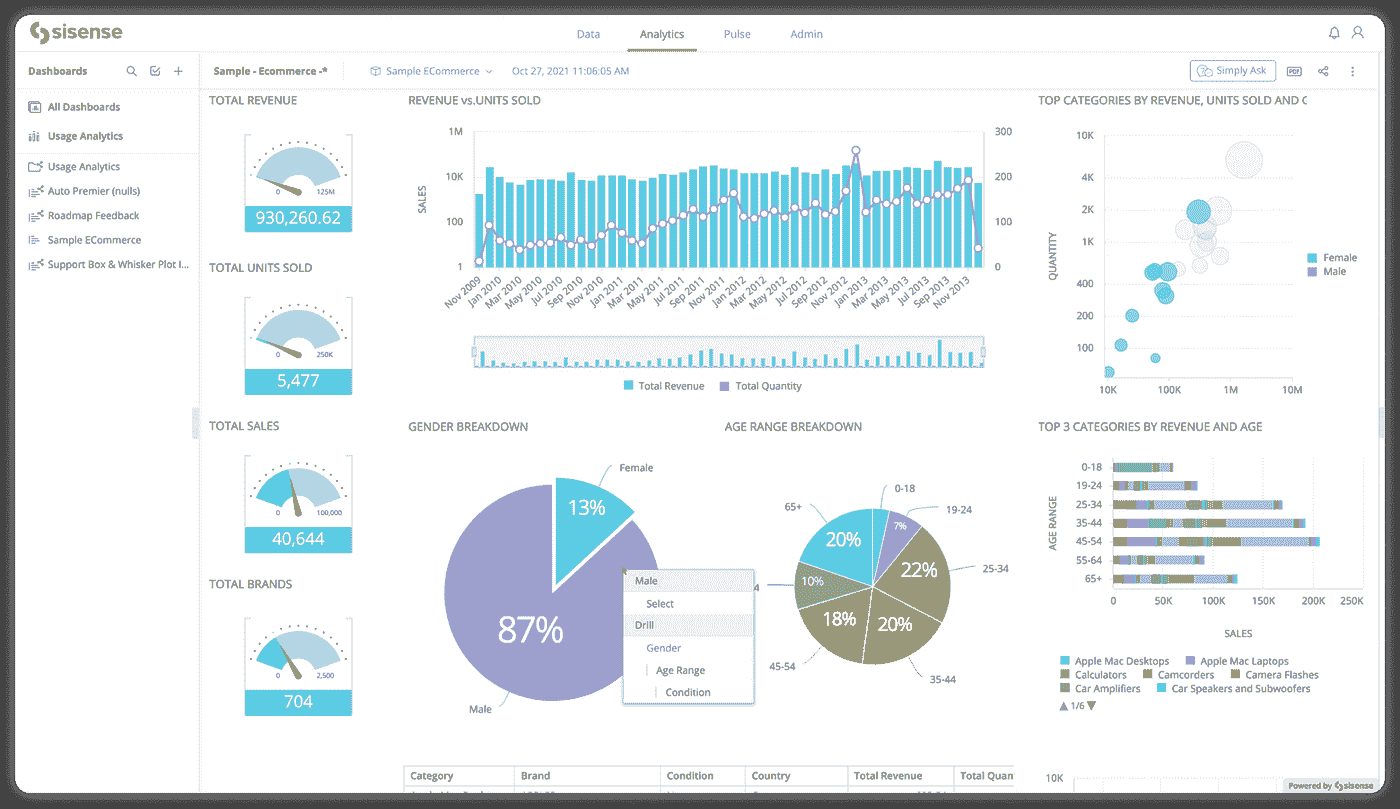 sisense
Data Analytics Pulse Admin
Dashboards
Sample - Ecommerce -*
Sample ECommerce
Oct 27, 2021 11:06:05 AM
Simply Ask
PDF
All Dashboards
Usage Analytics
Usage Analytics
Auto Premier (nulls)
Roadmap Feedback
Sample ECommerce
Support Box & Whisker Plot I...
TOTAL REVENUE
0 125M
930,260.62
TOTAL UNITS SOLD
0 250K
5,477
TOTAL SALES
0 100,000
40,644
TOTAL BRANDS
0 2,500
704
REVENUE vs.UNITS SOLD
SALES
1M
10K
100
1
300
200
100
0
Nov 2009
Jan 2010
Mar 2010
May 2010
Jul 2010
Sep 2010
Nov 2010
Jan 2011
Mar 2011
May 2011
Jul 2011
Sep 2011
Nov 2011
Jan 2012
Mar 2012
May 2012
Jul 2012
Sep 2012
Nov 2012
Jan 2013
Mar 2013
May 2013
Jul 2013
Sep 2013
Nov 2013
Total Revenue Total Quantity
TOP CATEGORIES BY REVENUE, UNITS SOLD AND
QUANTITY
10K
4K
2K
1K
400
200
100
10K 100K 1M 10M
Female
Male
GENDER BREAKDOWN
Female
13%
87%
Male
Male
Select
Drill
Gender
Age Range
Condition
AGE RANGE BREAKDOWN
0-18
19-24
7%
25-34
22%
35-44
20%
45-54
18%
10%
4
65+
20%
TOP 3 CATEGORIES BY REVENUE AND AGE
AGE RANGE
0-18
19-24
25-34
35-44
45-54
55-64
65+
0 50K 100K 150K 200K 250K
SALES
Apple Mac Desktops Apple Mac Laptops
Calculators Camcorders Camera Flashes
Car Amplifiers Car Speakers and Subwoofers
1/6
Category Brand Condition Country Total Revenue Total Quan
10K
Powered by sisense